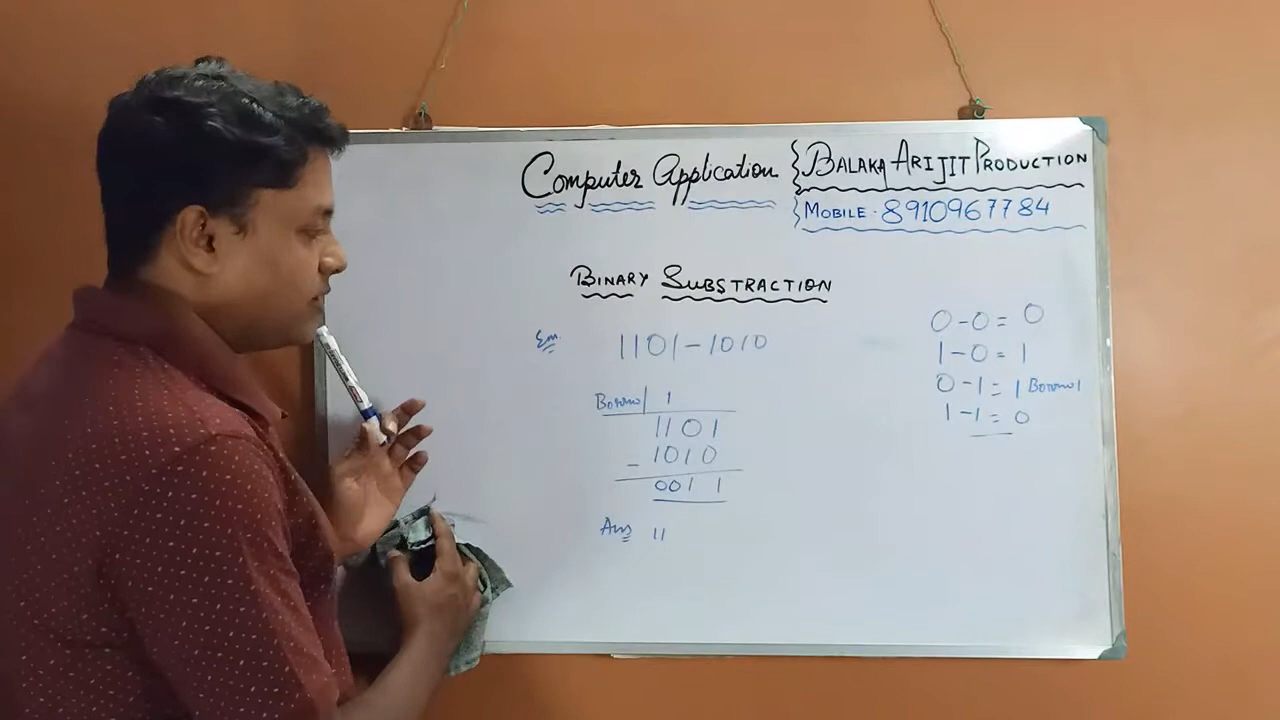 Computer Application
BALAKA ARIJIT PRODUCTION
MOBILE · 8910967784
BINARY SUBSTRACTION
1101-1010
Borrow 1
1101
- 1010
0011
Ans 11
0-0= 0
1-0= 1
0-1= 1 Borrow 1
1-1= 0